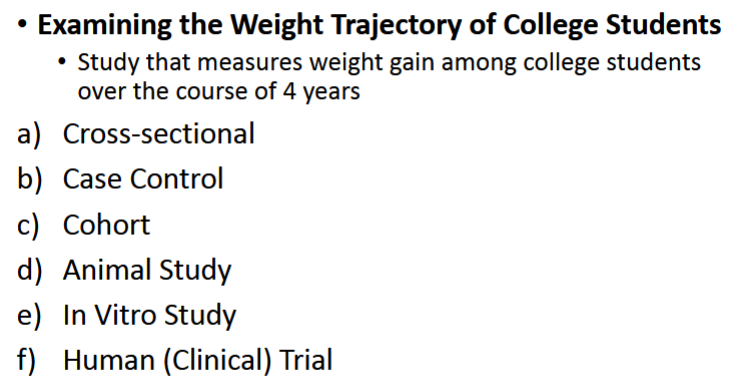 • Examining the Weight Trajectory of College Students
• Study that measures weight gain among college students
over the course of 4 years
a) Cross-sectional
b) Case Control
c) Cohort
d) Animal Study
e) In Vitro Study
f) Human (Clinical) Trial